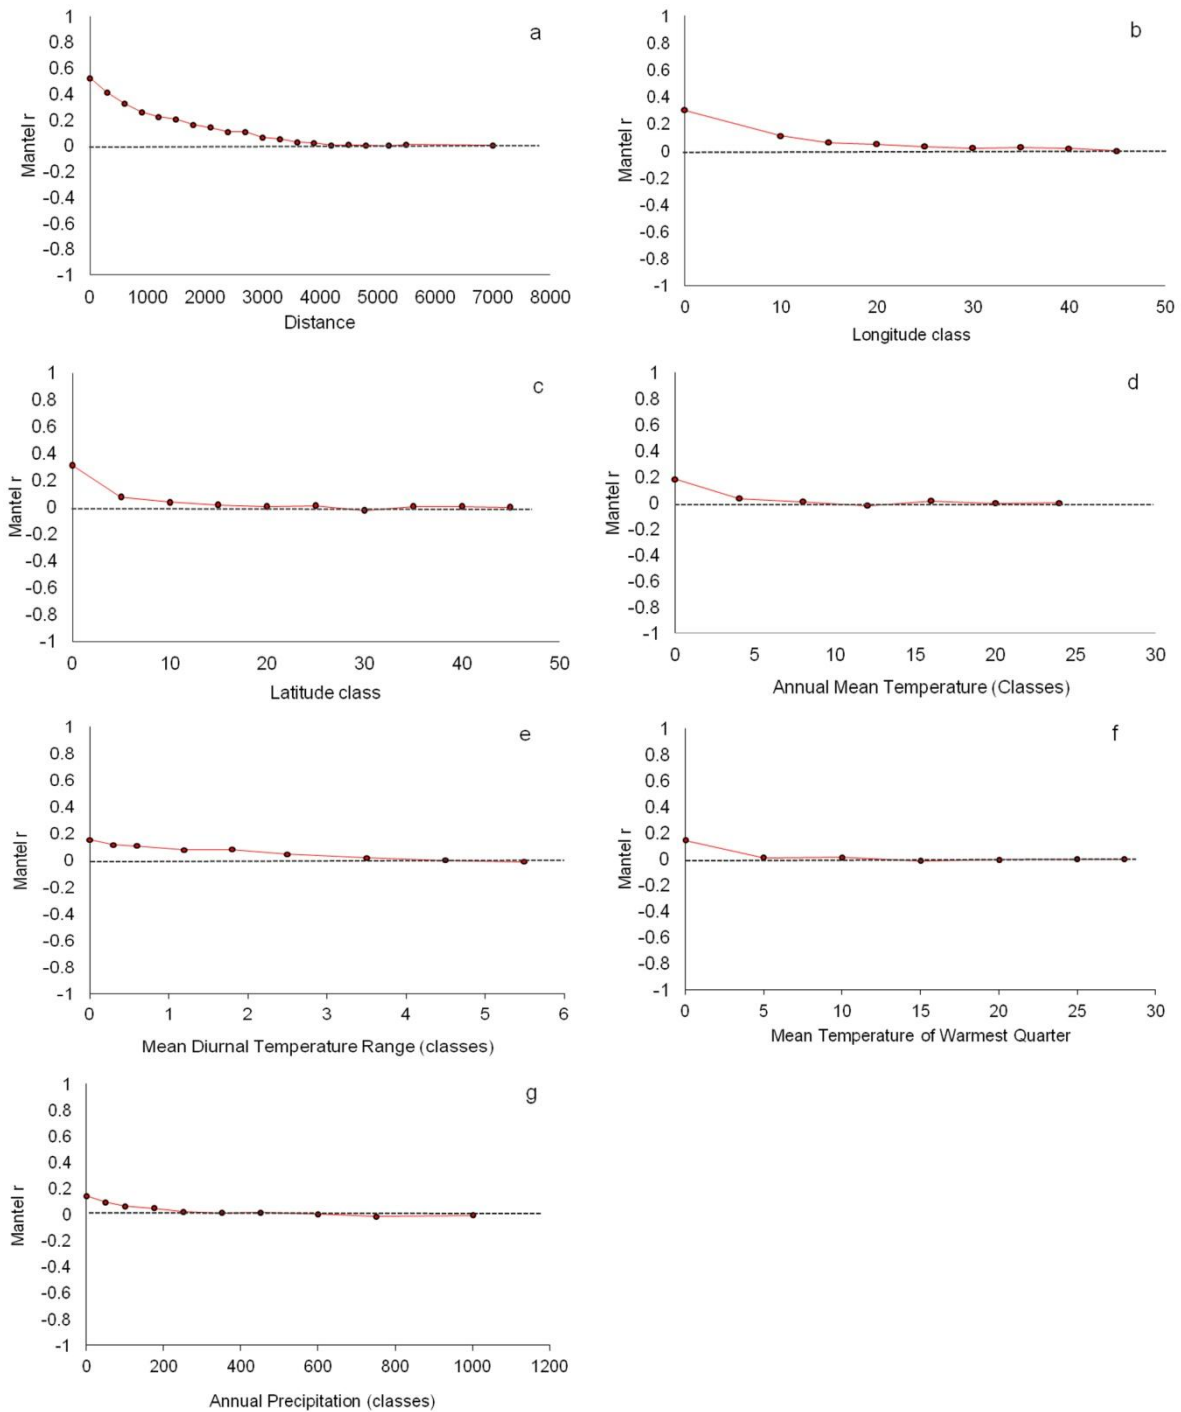 a
1
0.8
0.6
0.4
0.2
0
-0.2
-0.4
-0.6
-0.8
-1
Mantel r
0 1000 2000 3000 4000 5000 6000 7000 8000
Distance
b
1
0.8
0.6
0.4
0.2
0
-0.2
-0.4
-0.6
-0.8
-1
Mantel r
0 10 20 30 40 50
Longitude class
c
1
0.8
0.6
0.4
0.2
0
-0.2
-0.4
-0.6
-0.8
-1
Mantel r
0 10 20 30 40 50
Latitude class
d
1
0.8
0.6
0.4
0.2
0
-0.2
-0.4
-0.6
-0.8
-1
Mantel r
0 5 10 15 20 25 30
Annual Mean Temperature (Classes)
e
1
0.8
0.6
0.4
0.2
0
-0.2
-0.4
-0.6
-0.8
-1
Mantel r
0 1 2 3 4 5 6
Mean Diurnal Temperature Range (classes)
f
1
0.8
0.6
0.4
0.2
0
-0.2
-0.4
-0.6
-0.8
-1
Mantel r
0 5 10 15 20 25 30
Mean Temperature of Warmest Quarter
g
1
0.8
0.6
0.4
0.2
0
-0.2
-0.4
-0.6
-0.8
-1
Mantel r
0 200 400 600 800 1000 1200
Annual Precipitation (classes)